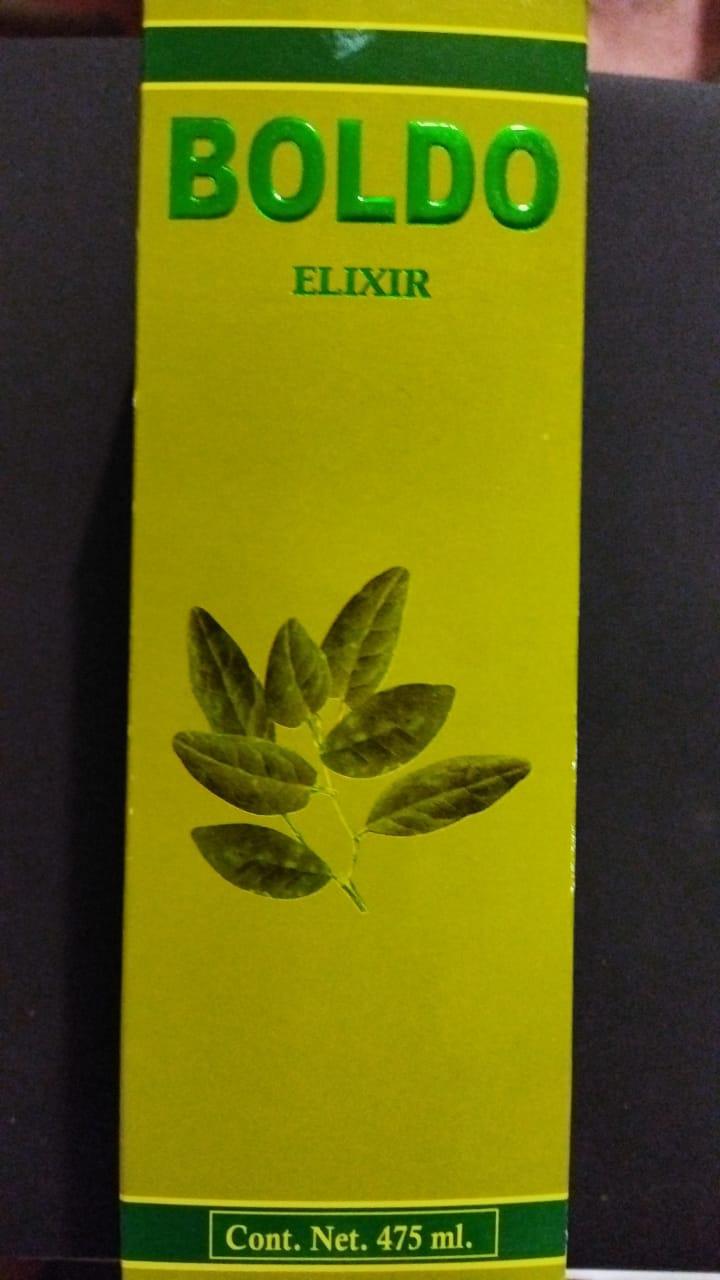 BOLDO
ELIXIR
Cont. Net. 475 ml.